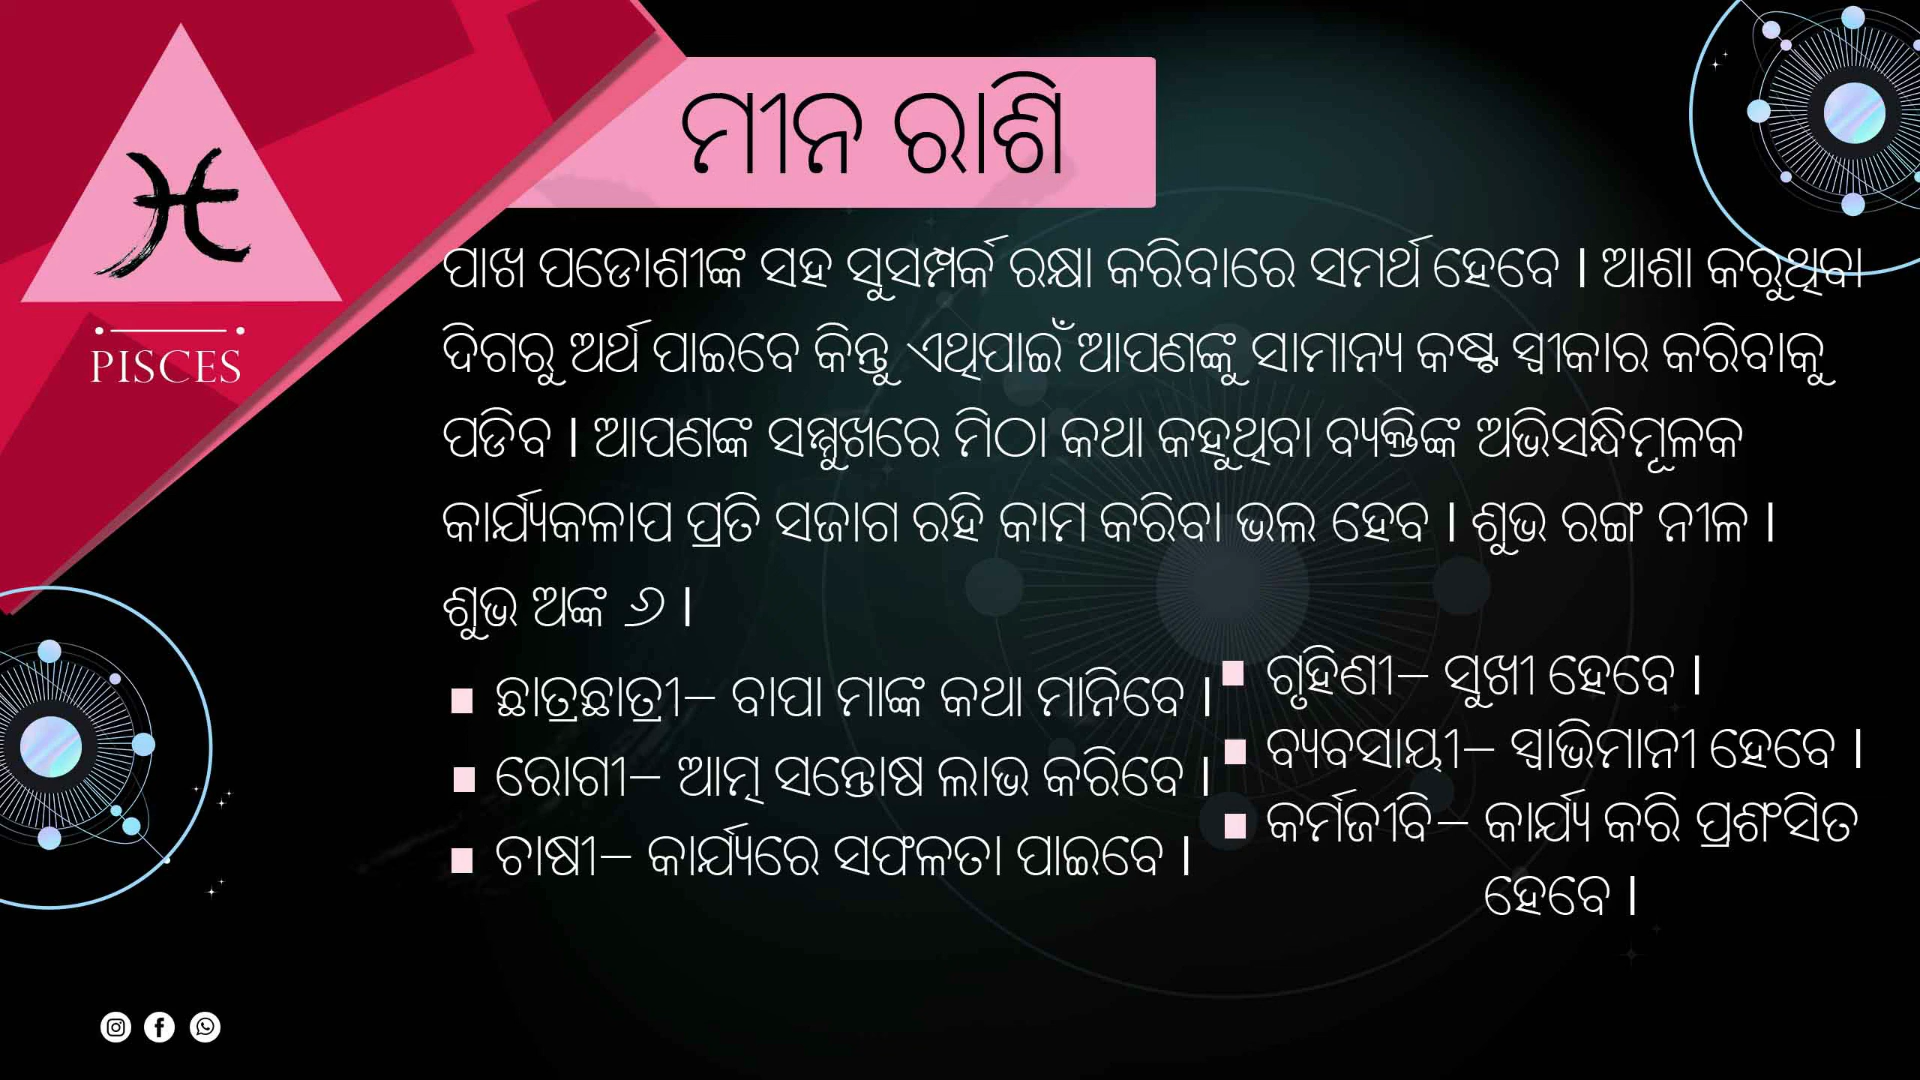 ମୀନ ରାଶି
PISCES
ପାଖ ପଡୋଶୀଙ୍କ ସହ ସୁସମ୍ପର୍କ ରକ୍ଷା କରିବାରେ ସମର୍ଥ ହେବେ । ଆଶା କରୁଥିବା
ଦିଗରୁ ଅର୍ଥ ପାଇବେ କିନ୍ତୁ ଏଥିପାଇଁ ଆପଣଙ୍କୁ ସାମାନ୍ୟ କଷ୍ଟ ସ୍ୱୀକାର କରିବାକୁ
ପଡିବ । ଆପଣଙ୍କ ସମ୍ମୁଖରେ ମିଠା କଥା କହୁଥିବା ବ୍ୟକ୍ତିଙ୍କ ଅଭିସନ୍ଧିମୂଳକ
କାର୍ଯ୍ୟକଳାପ ପ୍ରତି ସଜାଗ ରହି କାମ କରିବା ଭଲ ହେବ । ଶୁଭ ରଙ୍ଗ ନୀଳ ।
ଶୁଭ ଅଙ୍କ ୬ ।
▪ ଛାତ୍ରଛାତ୍ରୀ– ବାପା ମାଙ୍କ କଥା ମାନିବେ ।
▪ ରୋଗୀ– ଆତ୍ମ ସନ୍ତୋଷ ଲାଭ କରିବେ ।
▪ ଚାଷୀ– କାର୍ଯ୍ୟରେ ସଫଳତା ପାଇବେ ।
▪ ଗୃହିଣୀ– ସୁଖୀ ହେବେ ।
▪ ବ୍ୟବସାୟୀ– ସ୍ୱାଭିମାନୀ ହେବେ ।
▪ କର୍ମଜୀବି– କାର୍ଯ୍ୟ କରି ପ୍ରଶଂସିତ
ହେବେ ।